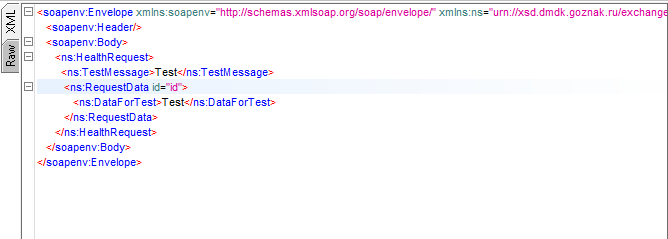 XML
Raw
<soapenv:Envelope xmlns:soapenv="http://schemas.xmlsoap.org/soap/envelope/" xmlns:ns="urn://xsd.dmdk.goznak.ru/exchange
<soapenv:Header/>
<soapenv:Body>
<ns:HealthRequest>
<ns:TestMessage>Test</ns:TestMessage>
<ns:RequestData id="id">
<ns:DataForTest>Test</ns:DataForTest>
</ns:RequestData>
</ns:HealthRequest>
</soapenv:Body>
</soapenv:Envelope>